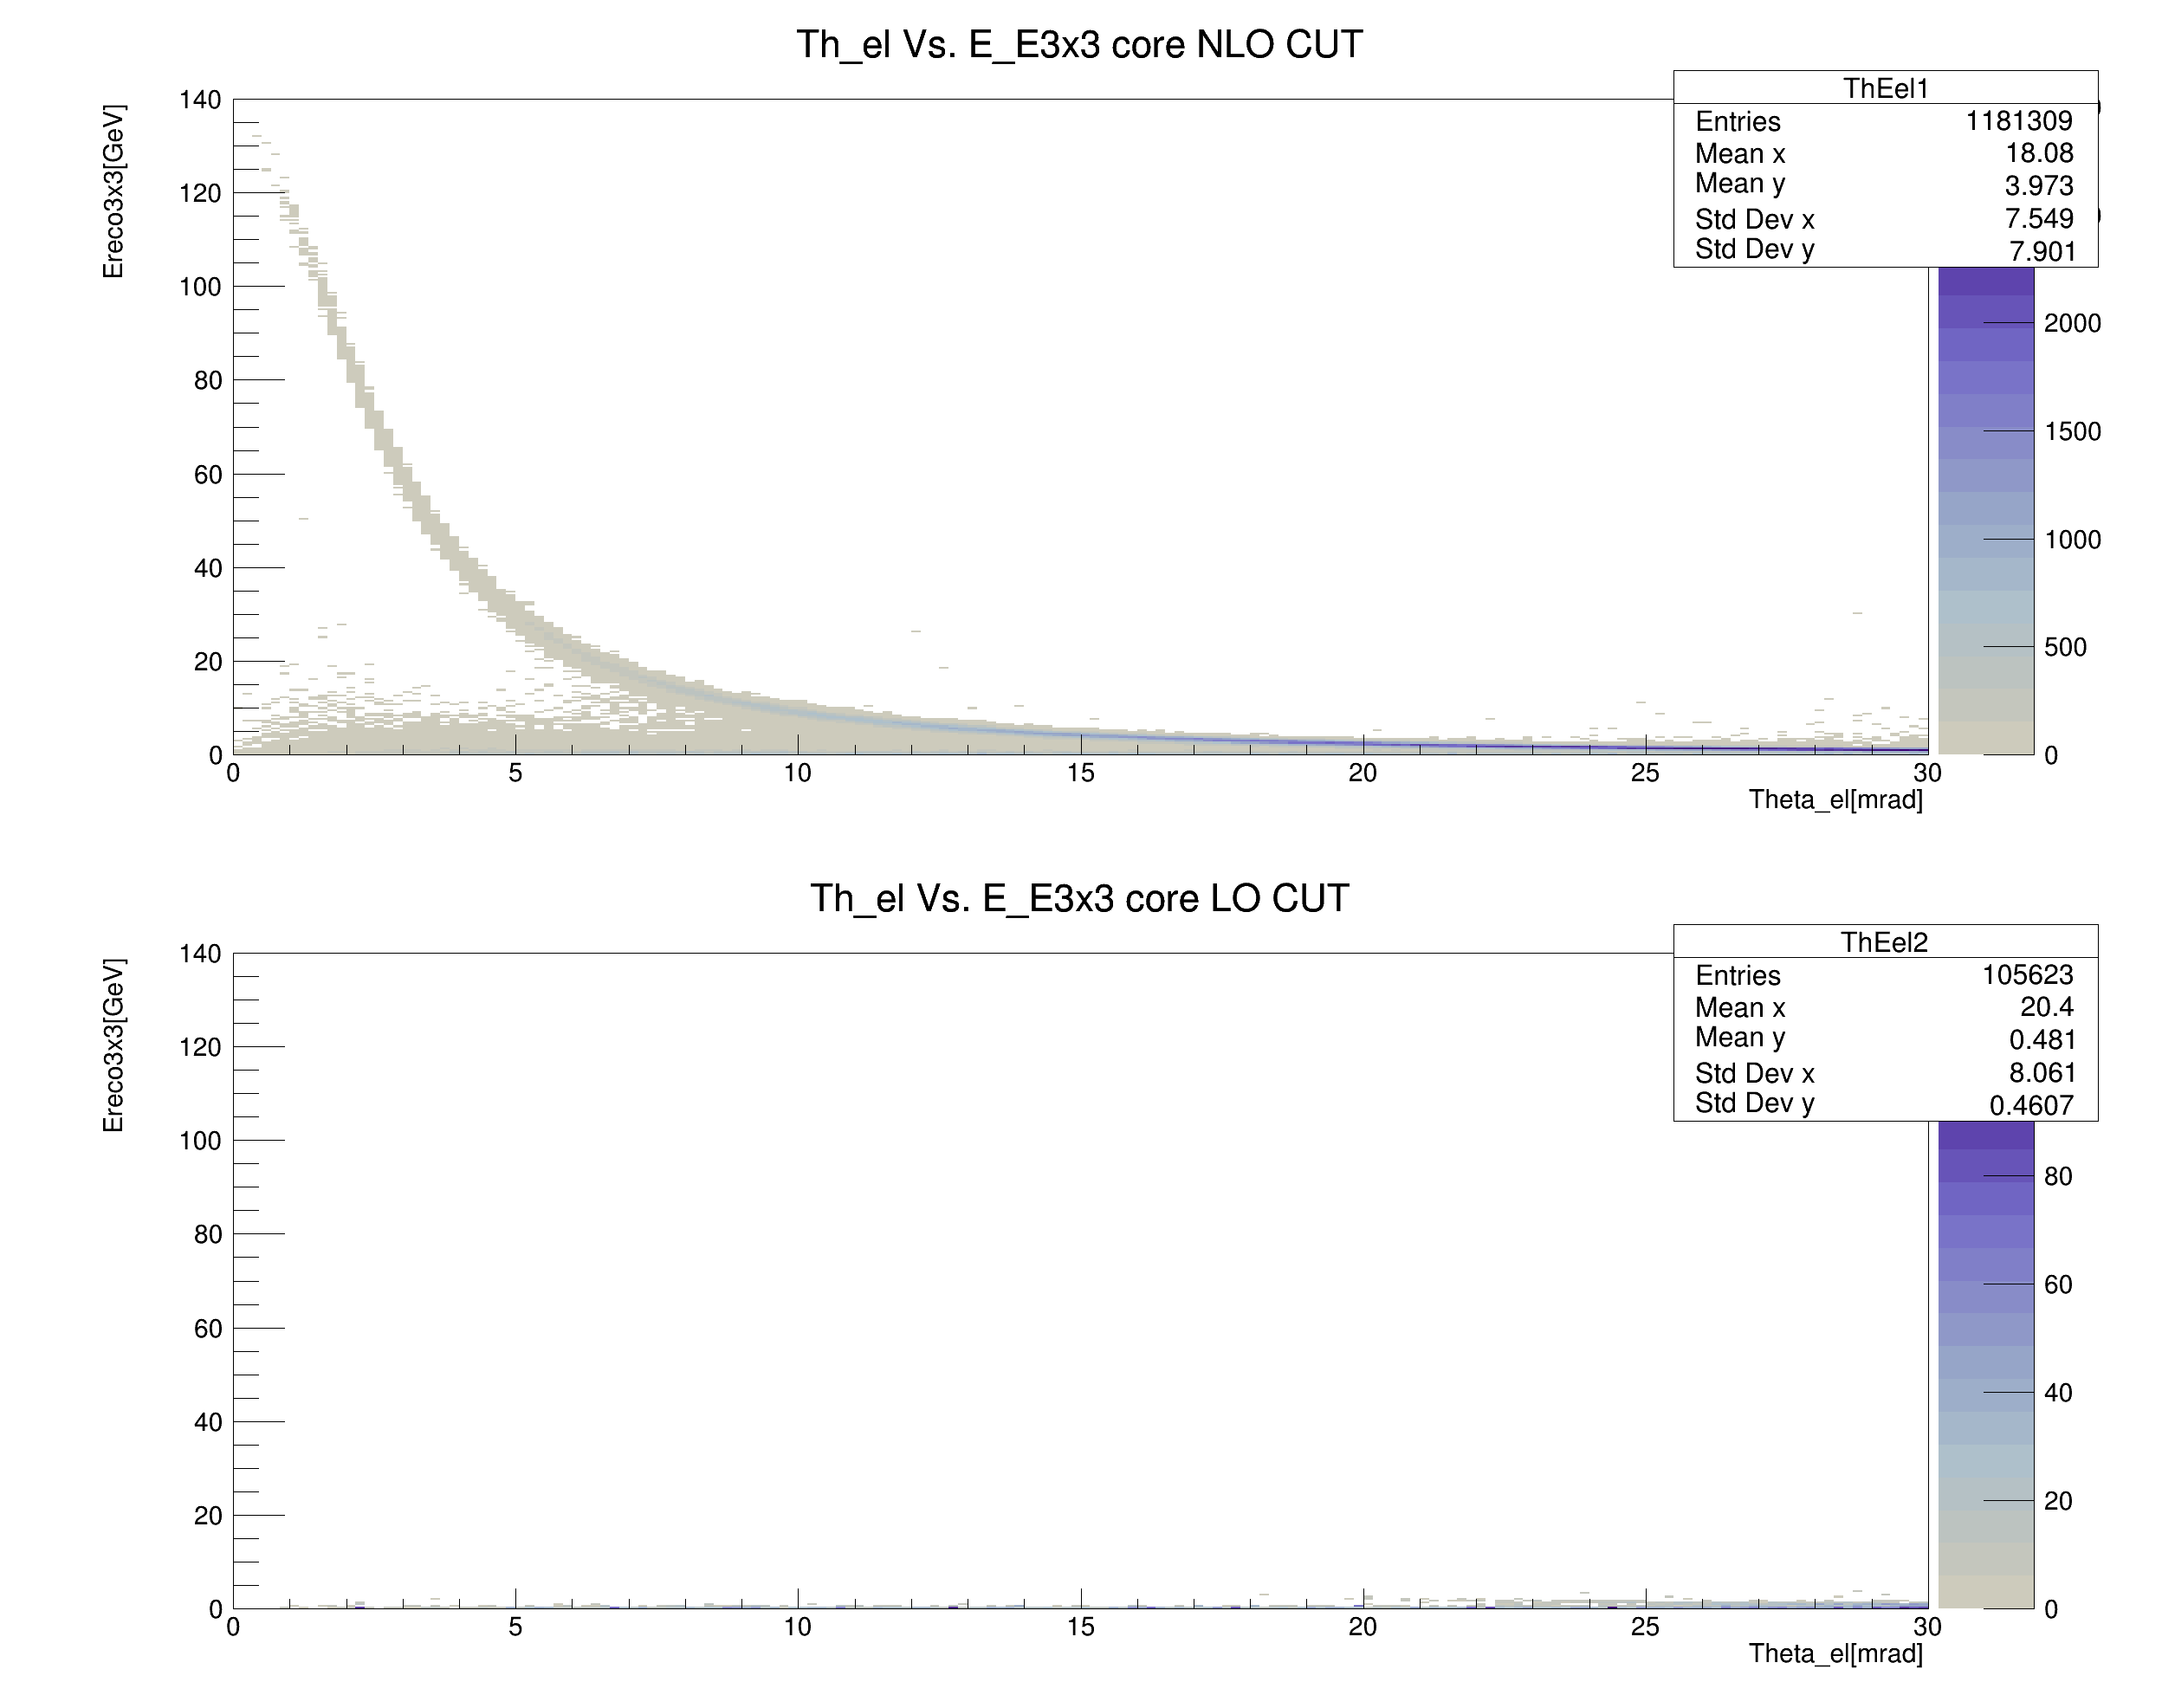 Th_el Vs. E_E3x3 core NLO CUT
ThEel1
Entries 1181309
Mean x 18.08
Mean y 3.973
Std Dev x 7.549
Std Dev y 7.901
Ereco3x3[GeV]
140
120
100
80
60
40
20
0
0 5 10 15 20 25 30
Theta_el[mrad]
2000
1500
1000
500
0
Th_el Vs. E_E3x3 core LO CUT
ThEel2
Entries 105623
Mean x 20.4
Mean y 0.481
Std Dev x 8.061
Std Dev y 0.4607
Ereco3x3[GeV]
140
120
100
80
60
40
20
0
0 5 10 15 20 25 30
Theta_el[mrad]
80
60
40
20
0